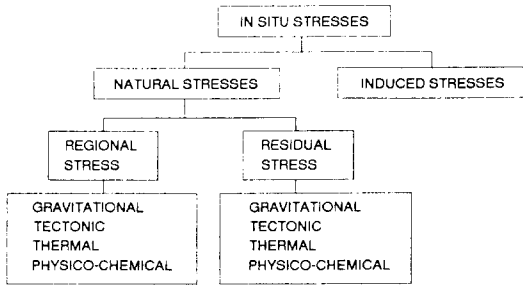 IN SITU STRESSES
NATURAL STRESSES
INDUCED STRESSES
REGIONAL
STRESS
RESIDUAL
STRESS
GRAVITATIONAL
TECTONIC
THERMAL
PHYSICO-CHEMICAL
GRAVITATIONAL
TECTONIC
THERMAL
PHYSICO-CHEMICAL